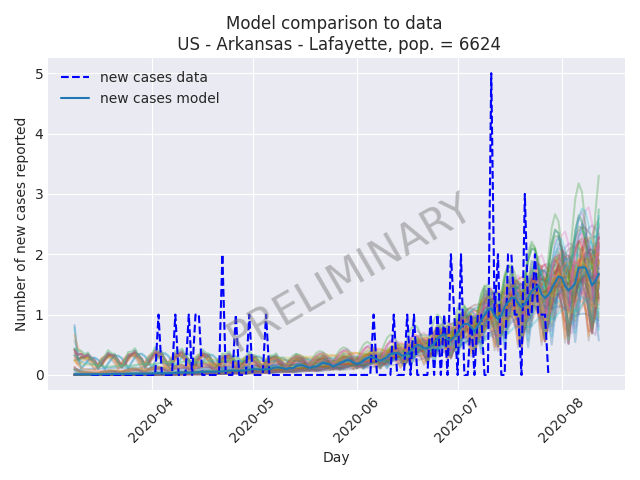 Model comparison to data
US - Arkansas - Lafayette, pop. = 6624
new cases data
new cases model
PRELIMINARY
Number of new cases reported
5
4
3
2
1
0
2020-04
2020-05
2020-06
2020-07
2020-08
Day